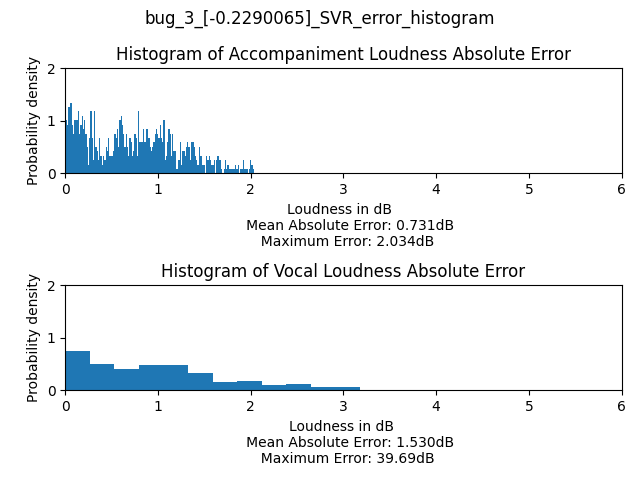 bug_3_[-0.2290065]_SVR_error_histogram
Histogram of Accompaniment Loudness Absolute Error
Probability density
2
1
0
0 1 2 3 4 5 6
Loudness in dB
Mean Absolute Error: 0.731dB
Maximum Error: 2.034dB
Histogram of Vocal Loudness Absolute Error
Probability density
2
1
0
0 1 2 3 4 5 6
Loudness in dB
Mean Absolute Error: 1.530dB
Maximum Error: 39.69dB